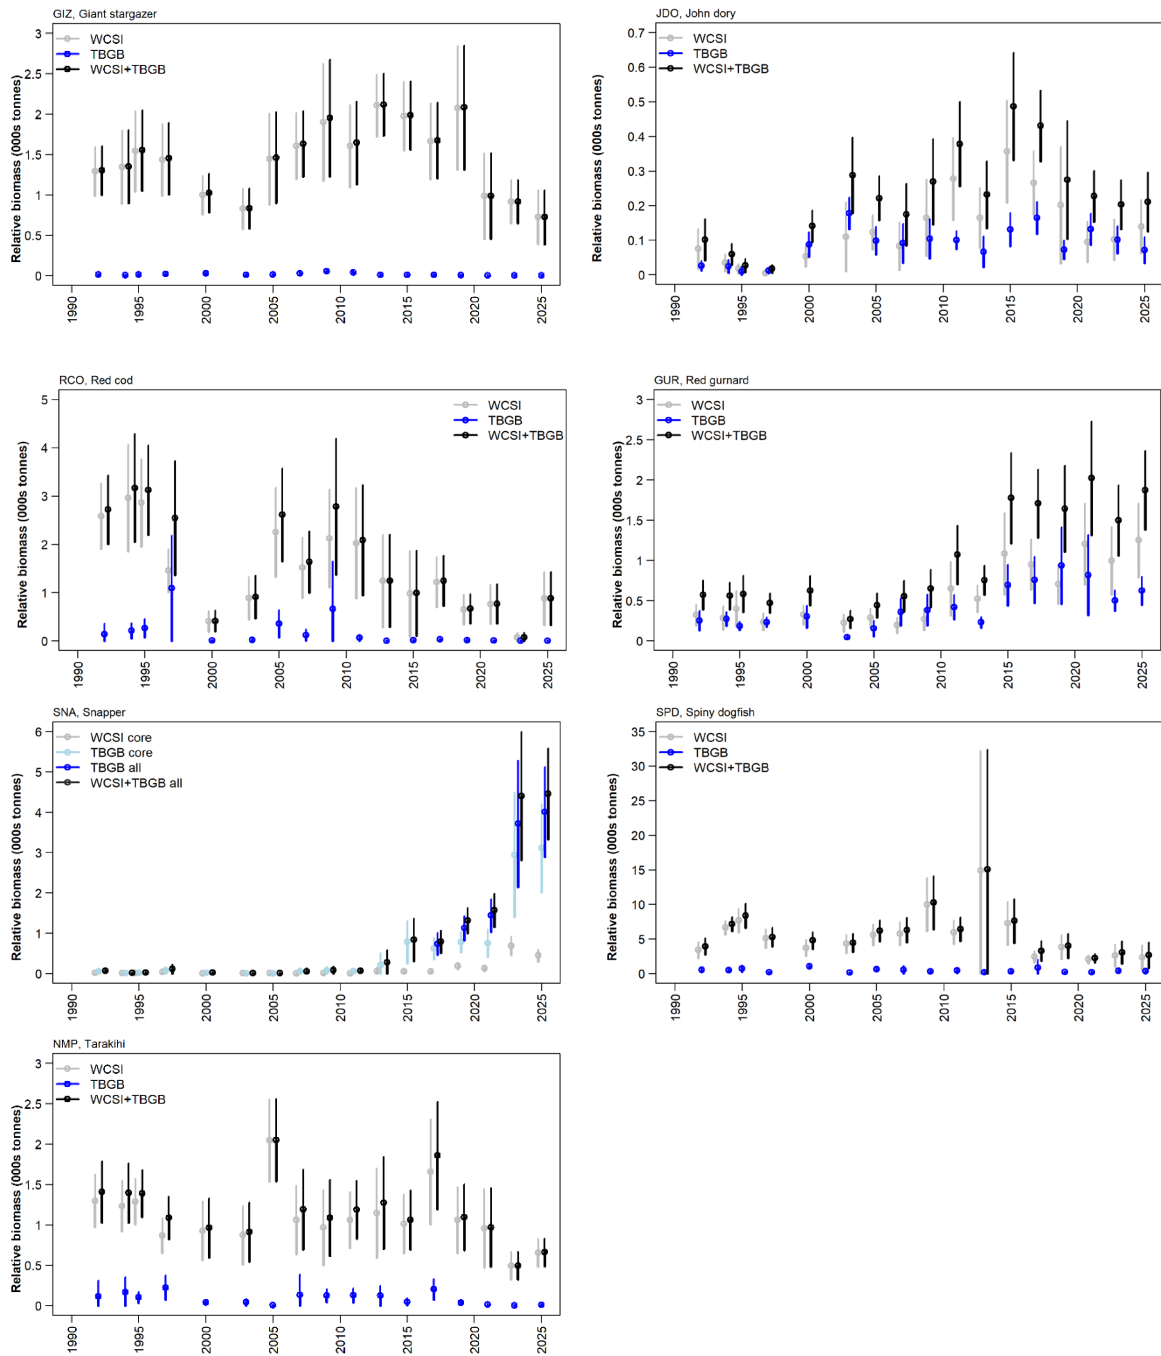 GIZ, Giant stargazer
Relative biomass (000s tonnes)
3
2.5
2
1.5
1
0.5
0
WCSI
TBGB
WCSI+TBGB
1990
1995
2000
2005
2010
2015
2020
2025
JDO, John dory
Relative biomass (000s tonnes)
0.7
0.6
0.5
0.4
0.3
0.2
0.1
0
WCSI
TBGB
WCSI+TBGB
1990
1995
2000
2005
2010
2015
2020
2025
RCO, Red cod
Relative biomass (000s tonnes)
5
4
3
2
1
0
WCSI
TBGB
WCSI+TBGB
1990
1995
2000
2005
2010
2015
2020
2025
GUR, Red gurnard
Relative biomass (000s tonnes)
3
2.5
2
1.5
1
0.5
0
WCSI
TBGB
WCSI+TBGB
1990
1995
2000
2005
2010
2015
2020
2025
SNA, Snapper
Relative biomass (000s tonnes)
6
5
4
3
2
1
0
WCSI core
TBGB core
TBGB all
WCSI+TBGB all
1990
1995
2000
2005
2010
2015
2020
2025
SPD, Spiny dogfish
Relative biomass (000s tonnes)
35
30
25
20
15
10
5
0
WCSI
TBGB
WCSI+TBGB
1990
1995
2000
2005
2010
2015
2020
2025
NMP, Tarakihi
Relative biomass (000s tonnes)
3
2.5
2
1.5
1
0.5
0
WCSI
TBGB
WCSI+TBGB
1990
1995
2000
2005
2010
2015
2020
2025